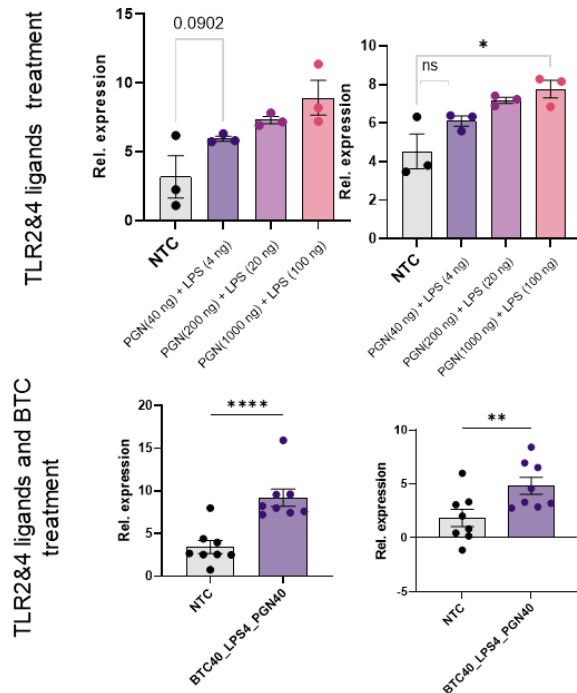 TLR2&4 ligands treatment
0.0902
Rel. expression
15
10
5
0
NTC
PGN(40 ng) + LPS (4 ng)
PGN(200 ng) + LPS (20 ng)
PGN(1000 ng) + LPS (100 ng)
*
ns
Rel. expression
10
8
6
4
2
0
NTC
PGN(40 ng) + LPS (4 ng)
PGN(200 ng) + LPS (20 ng)
PGN(1000 ng) + LPS (100 ng)
TLR2&4 ligands and BTC
treatment
****
Rel. expression
20
15
10
5
0
NTC
BTC40_LPS4_PGN40
**
Rel. expression
10
5
0
-5
NTC
BTC40_LPS4_PGN40